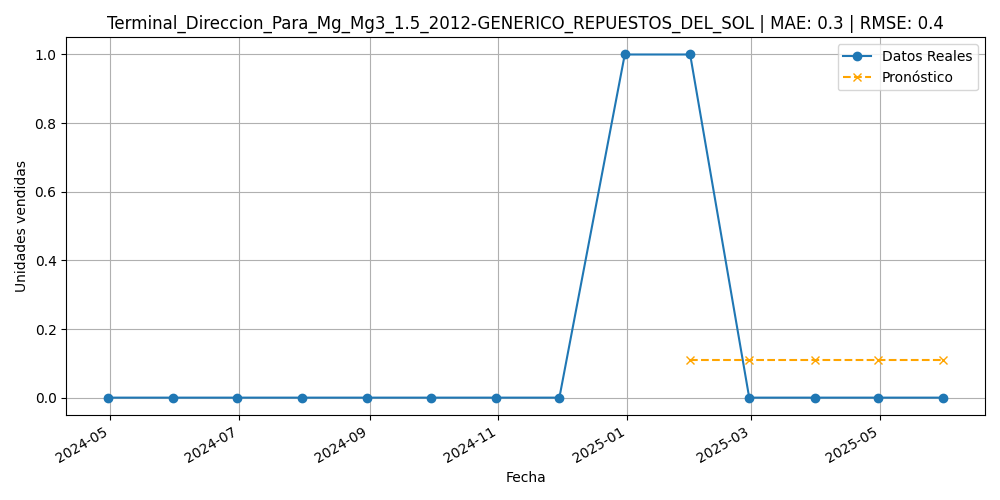 Terminal_Direccion_Para_Mg_Mg3_1.5_2012-GENERICO_REPUESTOS_DEL_SOL | MAE: 0.3 | RMSE: 0.4
Datos Reales
Pronóstico
Unidades vendidas
1.0
0.8
0.6
0.4
0.2
0.0
2024-05
2024-07
2024-09
2024-11
2025-01
2025-03
2025-05
Fecha